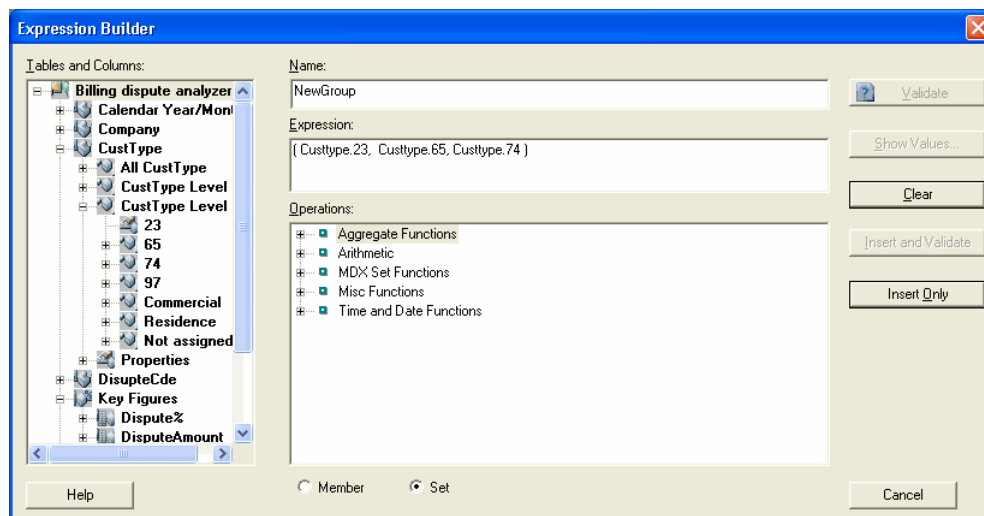 Expression Builder
Tables and Columns:
Billing dispute analyzer
Calendar Year/Mon
Company
CustType
All CustType
CustType Level
CustType Level
23
65
74
97
Commercial
Residence
Not assigned
Properties
DisupteCde
Key Figures
Dispute%
DisputeAmount
Help
Name:
NewGroup
Expression:
( Custtype.23, Custtype.65, Custtype.74 )
Operations:
Aggregate Functions
Arithmetic
MDX Set Functions
Misc Functions
Time and Date Functions
Member
Set
Validate
Show Values...
Clear
Insert and Validate
Insert Only
Cancel